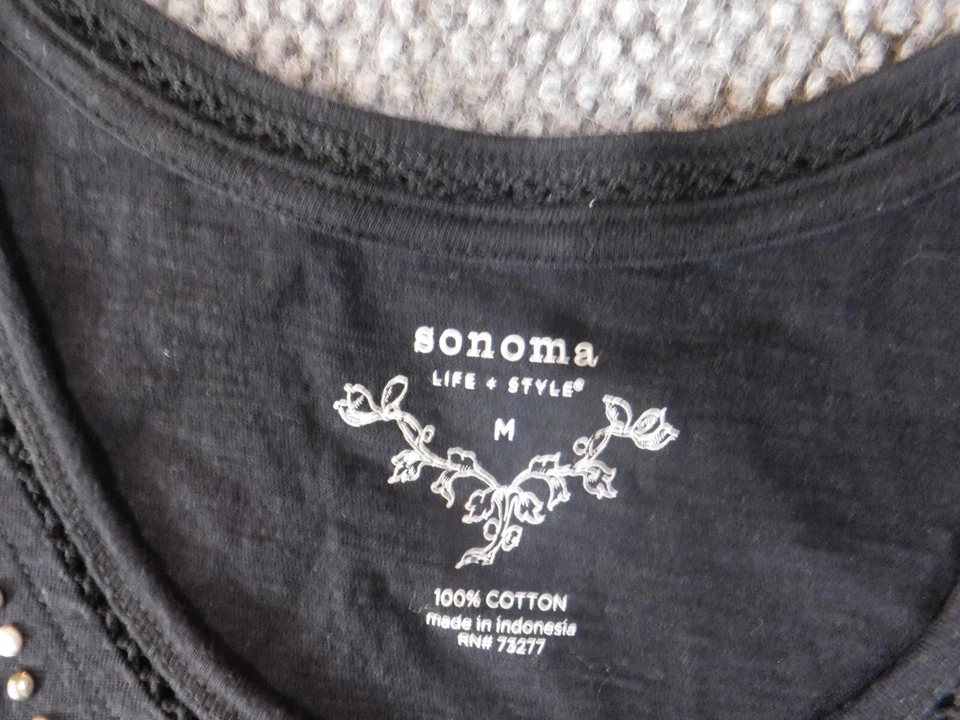 sonoma
LIFE + STYLE®
M
100% COTTON
made in indonesia
RN# 73277